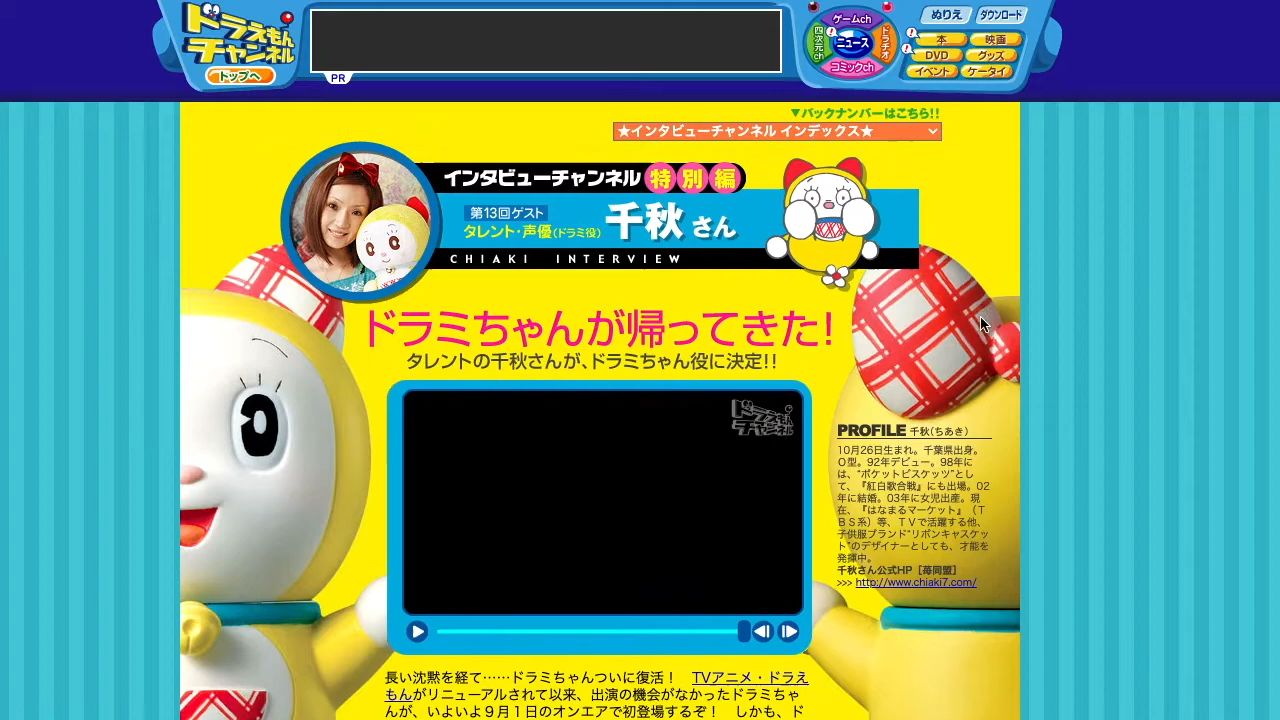 ドラえもん
チャンネル
トップへ
PR
ゲームch
四次元ch
ニュース
ドラチオ
コミックch
ぬりえ
ダウンロード
本
映画
DVD
グッズ
イベント
ケータイ
▼バックナンバーはこちら!!
★インタビューチャンネル インデックス★
インタビューチャンネル 特別編
第13回ゲスト
タレント・声優(ドラミ役)
千秋 さん
CHIAKI INTERVIEW
ドラミちゃんが帰ってきた!
タレントの千秋さんが、ドラミちゃん役に決定!!
ドラえもん
チャンネル
PROFILE 千秋(ちあき)
10月26日生まれ。千葉県出身。
O型。92年デビュー。98年に
は、"ポケットビスケッツ"とし
て、『紅白歌合戦』にも出場。02
年に結婚。03年に女児出産。現
在、『はなまるマーケット』(T
BS系)等、TVで活躍する他、
子供服ブランド"リボンキャスケッ
ト"のデザイナーとしても、才能を
発揮中。
千秋さん公式HP[苺同盟]
>>> http://www.chiaki7.com/
長い沈黙を経て……ドラミちゃんついに復活! TVアニメ・ドラえ
もんがリニューアルされて以来、出演の機会がなかったドラミちゃ
んが、いよいよ9月1日のオンエアで初登場するぞ! しかも、ド